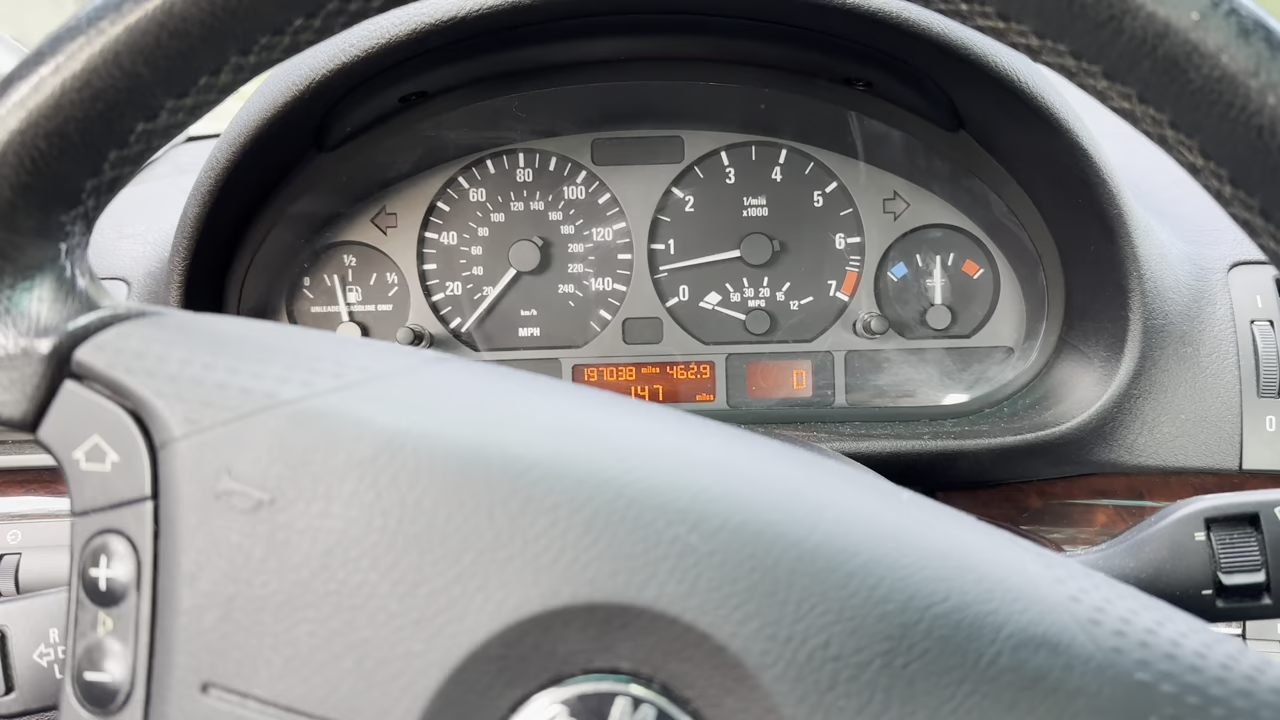 80
60 100
120 140
100 160
40 80 180 120
60 200
40 220
20 20 240 140
km/h
MPH
3 4
2 5
1/min
x1000
1 6
0 7
50 30 20 15 12
MPG
0 1/2 1/1
UNLEADED GASOLINE ONLY
197038 miles 462.9
147 miles
0
I
0
+
−
R
L